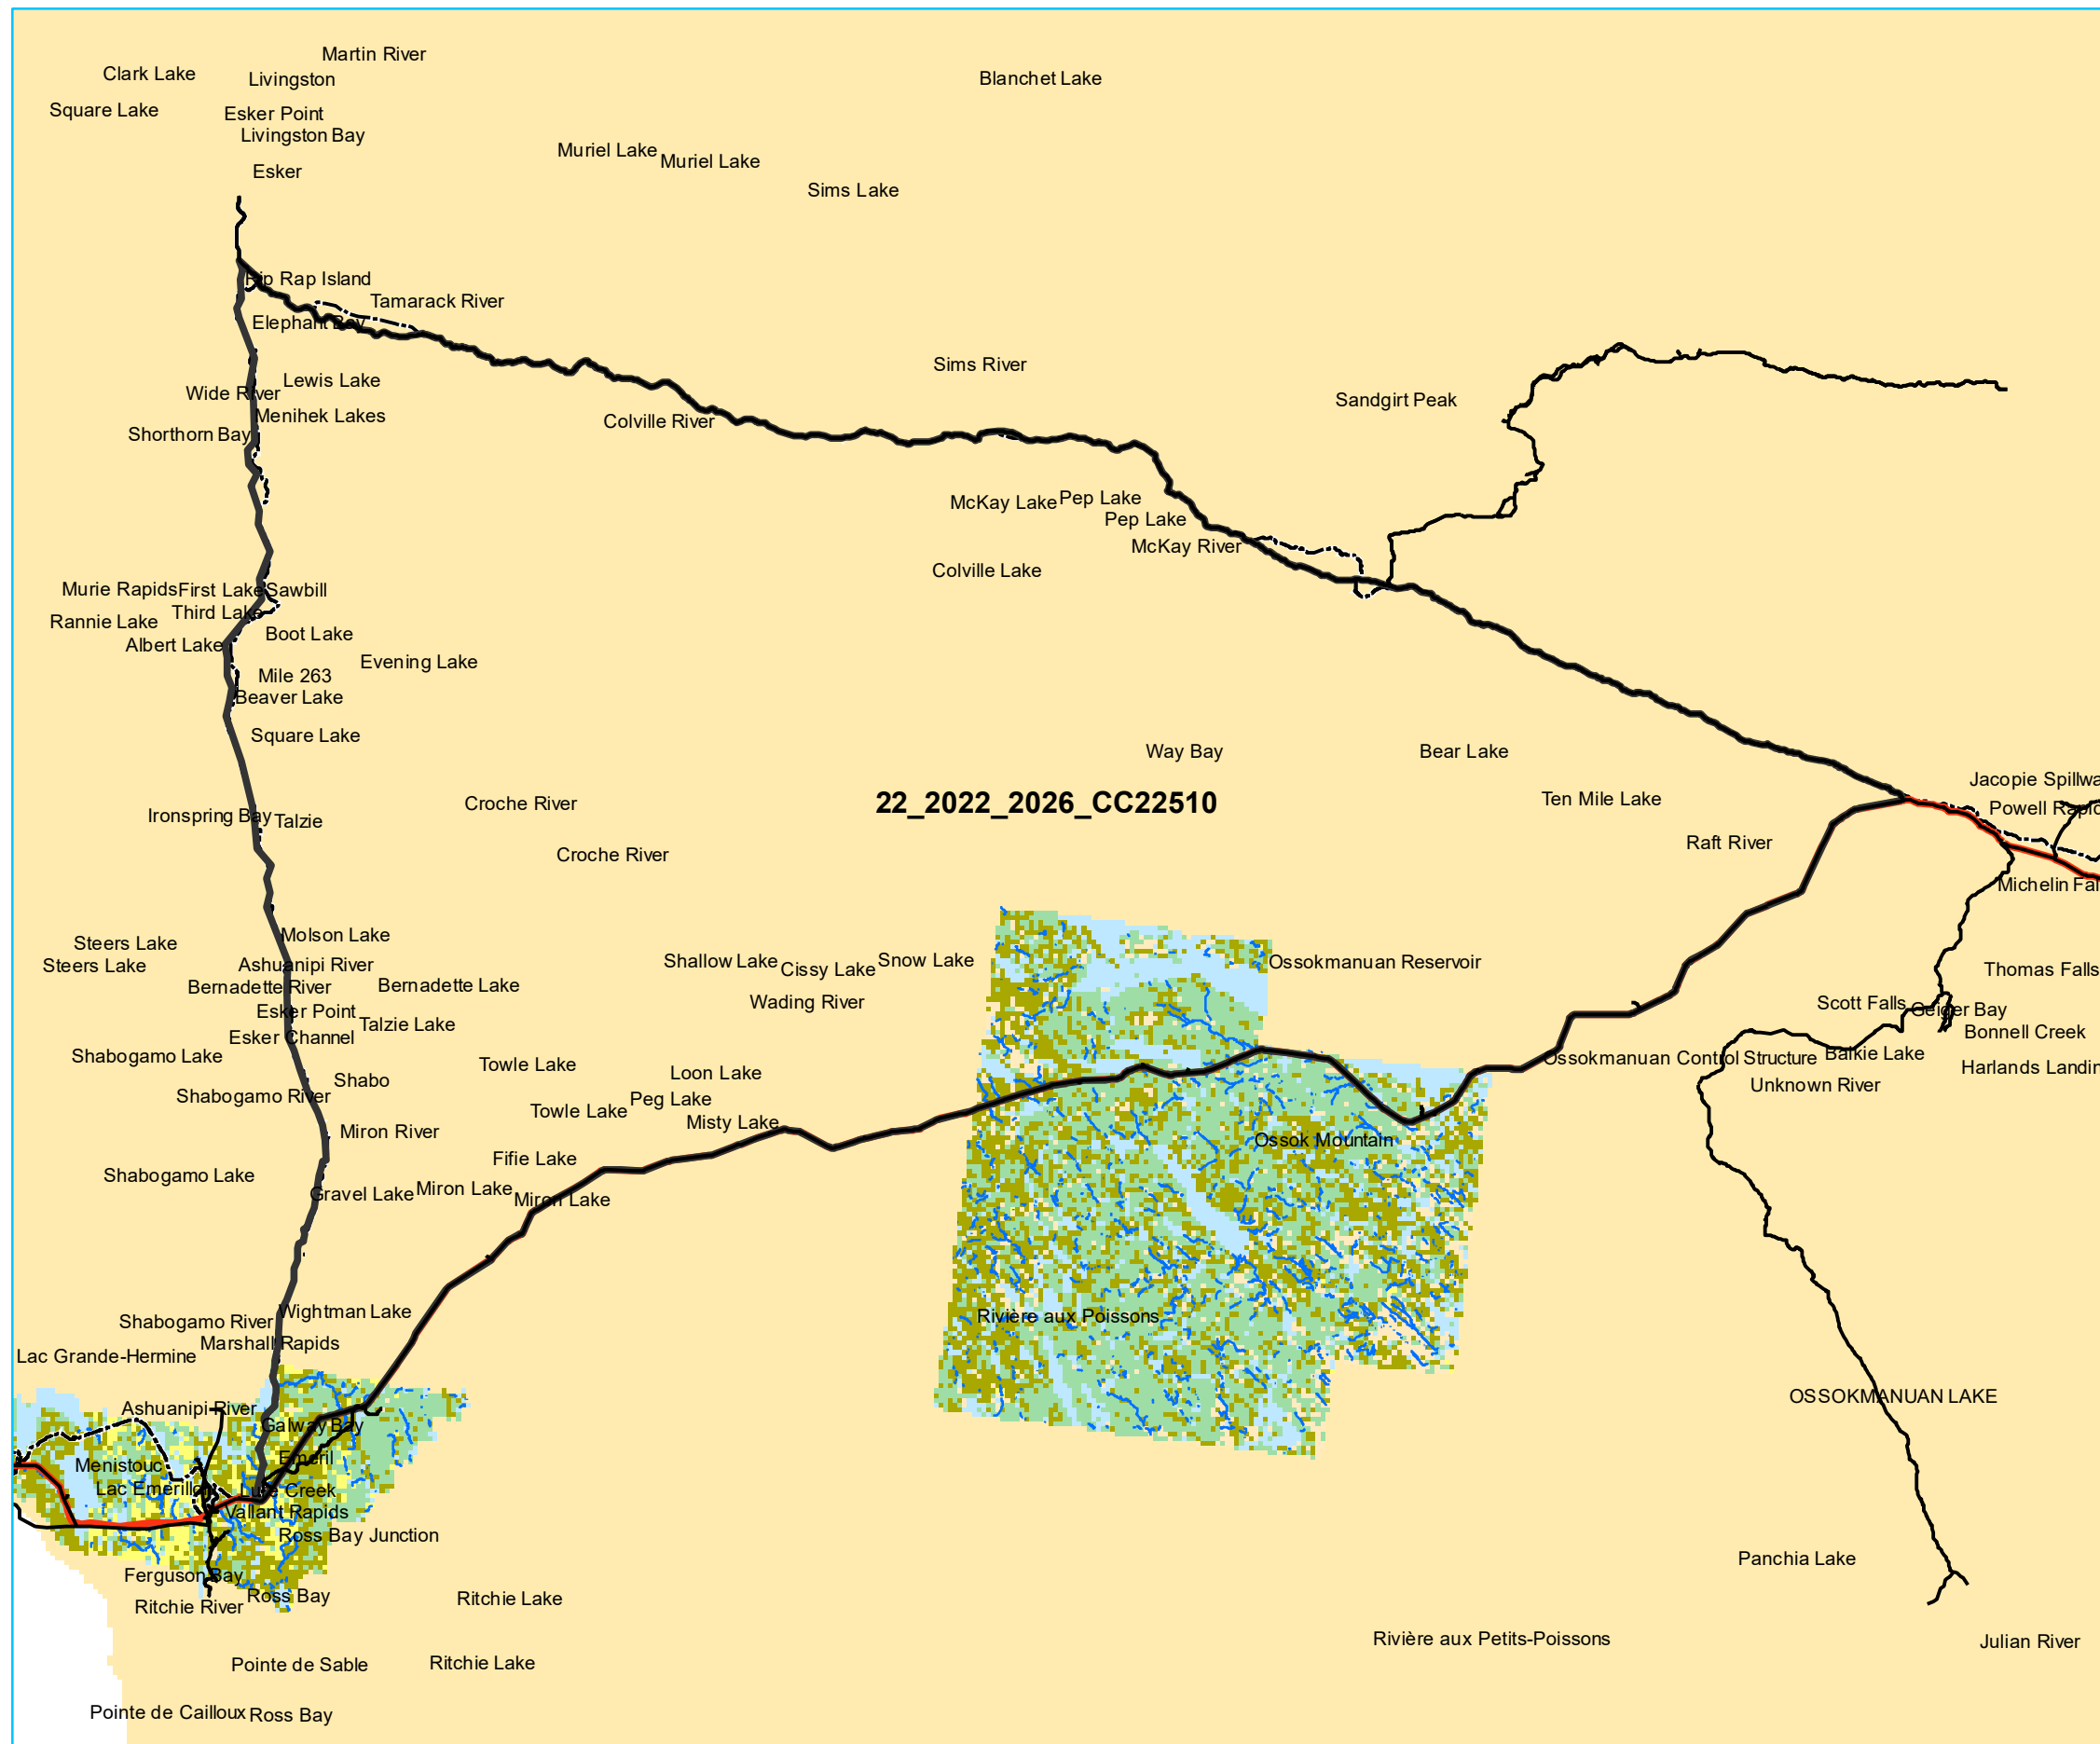 Martin River
Clark Lake
Livingston
Blanchet Lake
Square Lake
Esker Point
Livingston Bay
Muriel Lake
Muriel Lake
Esker
Sims Lake
Rip Rap Island
Tamarack River
Elephant Bay
Sims River
Lewis Lake
Wide River
Sandgirt Peak
Menihek Lakes
Colville River
Shorthorn Bay
McKay Lake
Pep Lake
Pep Lake
McKay River
Colville Lake
Murie Rapids
First Lake
Sawbill
Third Lake
Rannie Lake
Boot Lake
Albert Lake
Evening Lake
Mile 263
Beaver Lake
Square Lake
Way Bay
Bear Lake
Jacopie Spillwa
Croche River
22_2022_2026_CC22510
Ten Mile Lake
Powell Rapid
Ironspring Bay
Talzie
Raft River
Croche River
Michelin Fal
Molson Lake
Steers Lake
Steers Lake
Ashuanipi River
Shallow Lake
Cissy Lake
Snow Lake
Ossokmanuan Reservoir
Thomas Falls
Bernadette River
Bernadette Lake
Wading River
Scott Falls
Geiger Bay
Esker Point
Talzie Lake
Bonnell Creek
Esker Channel
Shabogamo Lake
Towle Lake
Ossokmanuan Control Structure
Balkie Lake
Harlands Landin
Loon Lake
Shabo
Unknown River
Shabogamo River
Peg Lake
Towle Lake
Misty Lake
Miron River
Ossok Mountain
Fifie Lake
Shabogamo Lake
Gravel Lake
Miron Lake
Miron Lake
Wightman Lake
Shabogamo River
Rivière aux Poissons
Marshall Rapids
Lac Grande-Hermine
OSSOKMANUAN LAKE
Ashuanipi River
Galway Bay
Emeril
Menistouc
Lac Emerillon
Luce Creek
Vallant Rapids
Ross Bay Junction
Panchia Lake
Ferguson Bay
Ross Bay
Ritchie Lake
Ritchie River
Rivière aux Petits-Poissons
Julian River
Pointe de Sable
Ritchie Lake
Pointe de Cailloux
Ross Bay